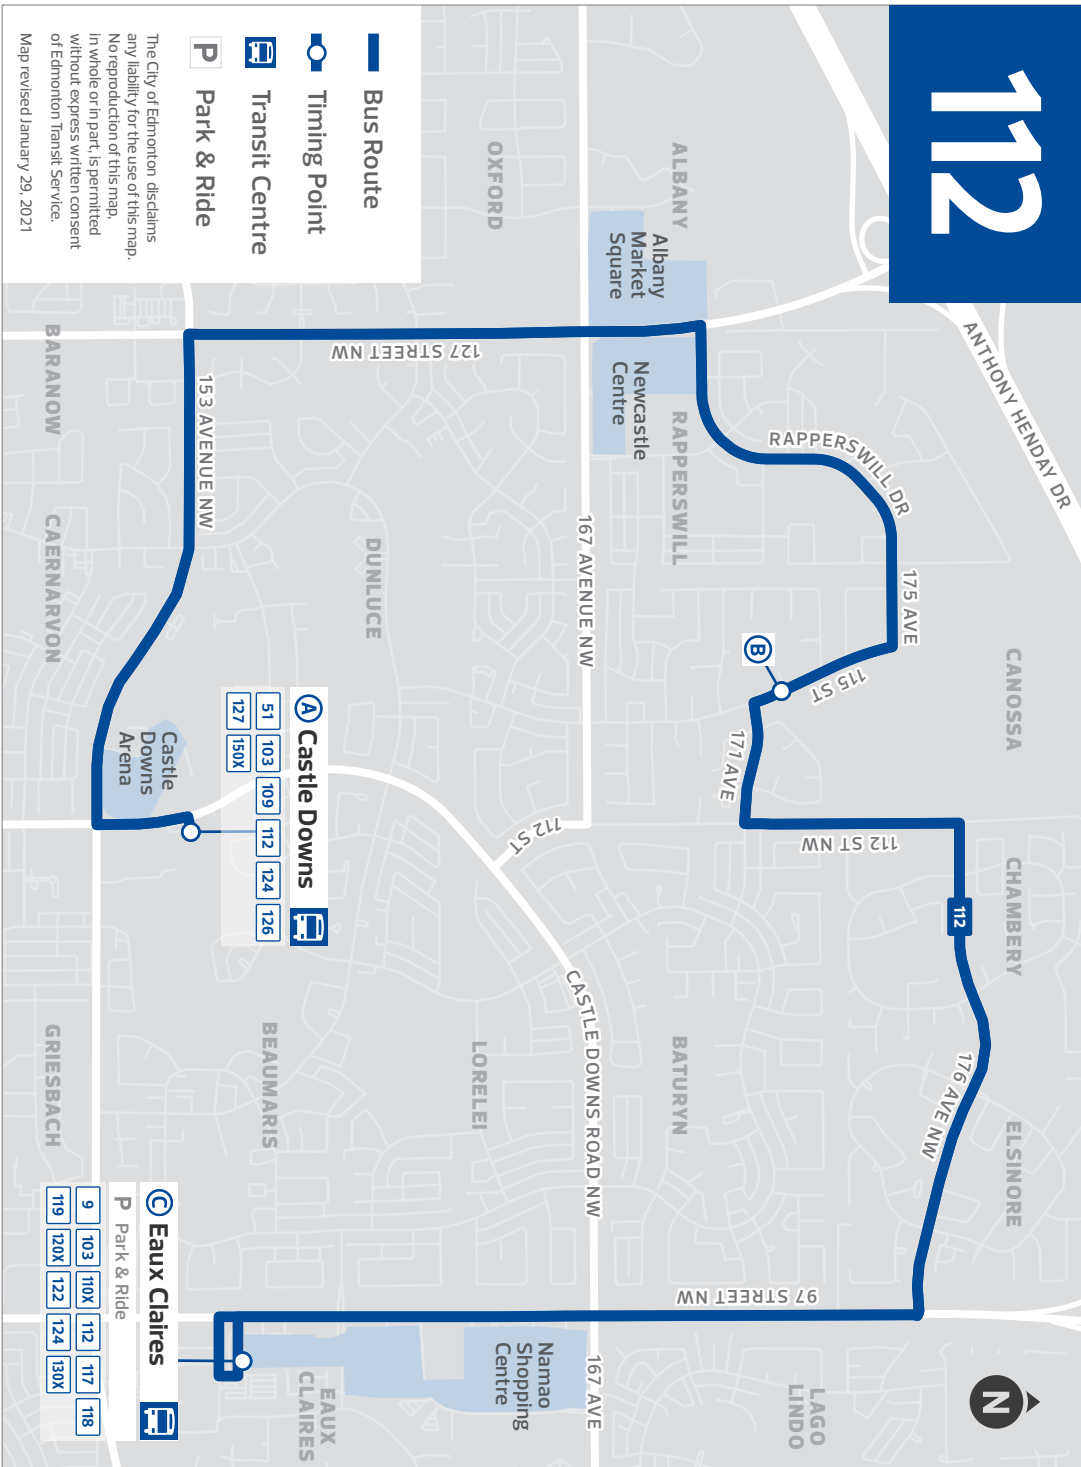 112
Bus Route
Timing Point
Transit Centre
P
Park & Ride
The City of Edmonton disclaims
any liability for the use of this map.
No reproduction of this map,
in whole or in part, is permitted
without express written consent
of Edmonton Transit Service.
Map revised January 29, 2021
ANTHONY HENDAY DR
ALBANY
OXFORD
Albany
Market
Square
Newcastle
Centre
RAPPERSWILL
RAPPERSWILL DR
175 AVE
CANOSSA
115 ST
B
171 AVE
112 ST NW
CHAMBERY
112
176 AVE NW
ELSINORE
127 STREET NW
153 AVENUE NW
BARANOW
CAERNARVON
DUNLUCE
167 AVENUE NW
112 ST
CASTLE DOWNS ROAD NW
BATURYN
LORELEI
BEAUMARIS
GRIESBACH
Castle
Downs
Arena
A Castle Downs
51 103 109 112 124 126
127 150X
97 STREET NW
167 AVE
Namao
Shopping
Centre
LAGO
LINDO
EAUX
CLAIRES
C Eaux Claires
P Park & Ride
9 103 110X 112 117 118
119 120X 122 124 130X
N